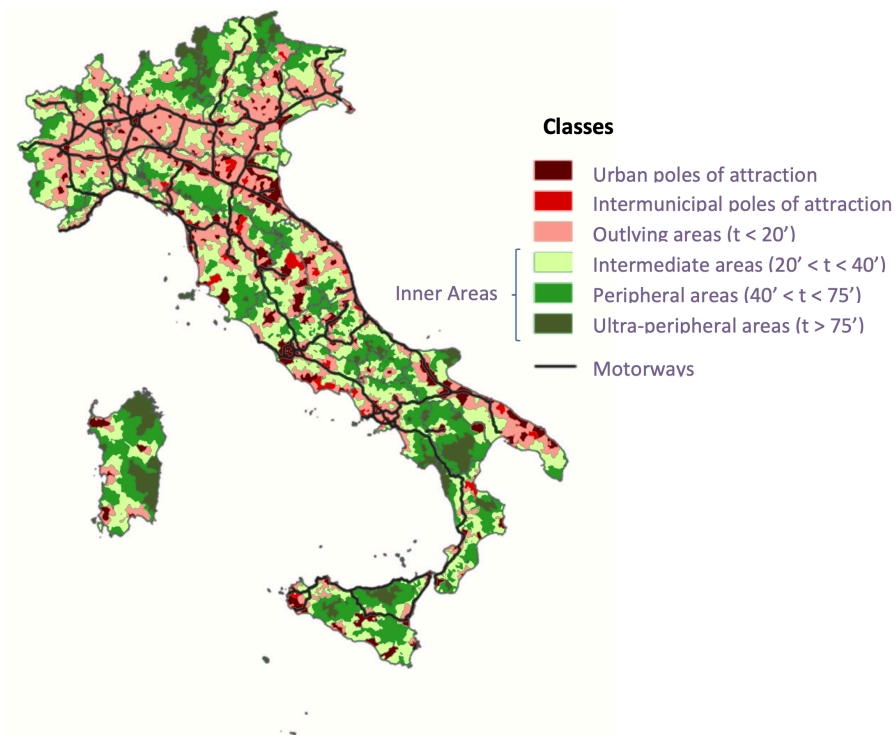 Classes
Urban poles of attraction
Intermunicipal poles of attraction
Outlying areas (t < 20’)
Intermediate areas (20’ < t < 40’)
Inner Areas
Peripheral areas (40’ < t < 75’)
Ultra-peripheral areas (t > 75’)
Motorways